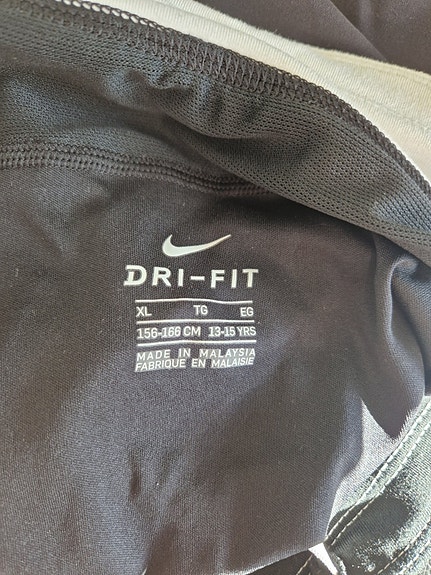 DRI-FIT
XL TG EG
156-166 CM 13-15 YRS
MADE IN MALAYSIA
FABRIQUE EN MALAISIE